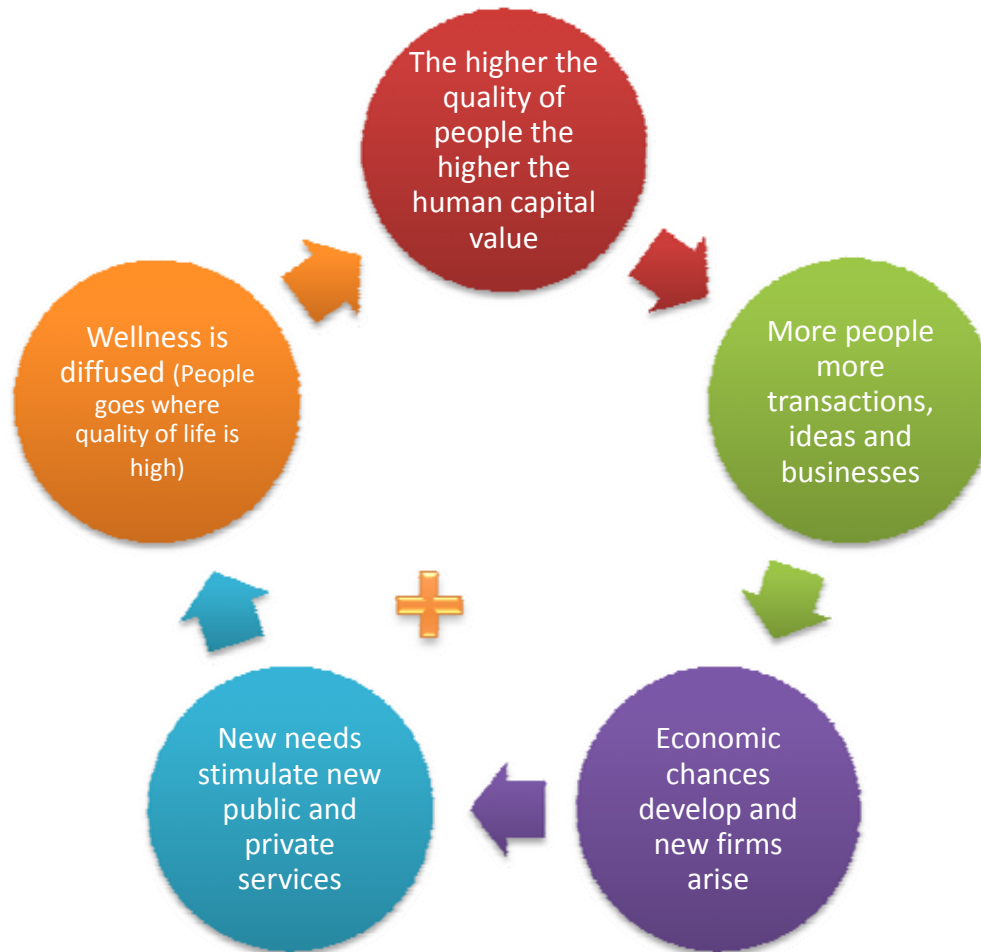 The higher the
quality of
people the
higher the
human capital
value
More people
more
transactions,
ideas and
businesses
Economic
chances
develop and
new firms
arise
New needs
stimulate new
public and
private
services
Wellness is
diffused (People
goes where
quality of life is
high)